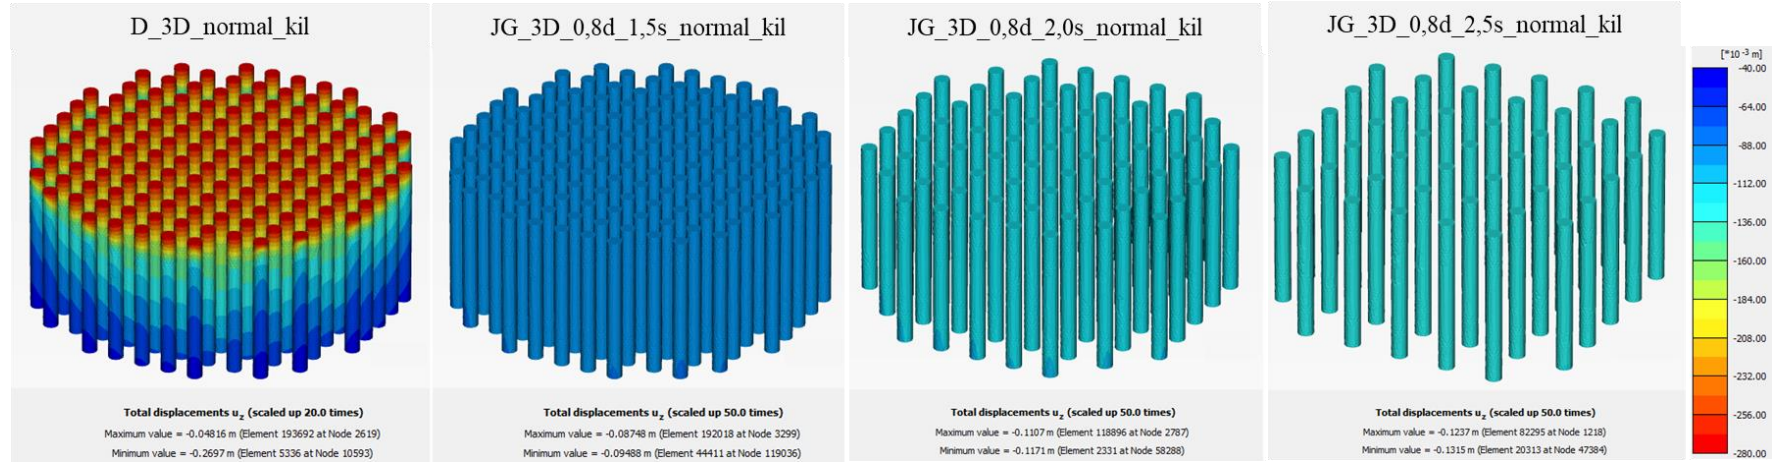 D_3D_normal_kil
JG_3D_0,8d_1,5s_normal_kil
JG_3D_0,8d_2,0s_normal_kil
JG_3D_0,8d_2,5s_normal_kil
[*10 -3 m]
-40.00
-64.00
-88.00
-112.00
-136.00
-160.00
-184.00
-208.00
-232.00
-256.00
-280.00
Total displacements uz (scaled up 20.0 times)
Maximum value = -0.04816 m (Element 193692 at Node 2619)
Minimum value = -0.2697 m (Element 5336 at Node 10593)
Total displacements uz (scaled up 50.0 times)
Maximum value = -0.08748 m (Element 192018 at Node 3299)
Minimum value = -0.09488 m (Element 44411 at Node 119036)
Total displacements uz (scaled up 50.0 times)
Maximum value = -0.1107 m (Element 118896 at Node 2787)
Minimum value = -0.1171 m (Element 2331 at Node 58288)
Total displacements uz (scaled up 50.0 times)
Maximum value = -0.1237 m (Element 82295 at Node 1218)
Minimum value = -0.1315 m (Element 20313 at Node 47384)